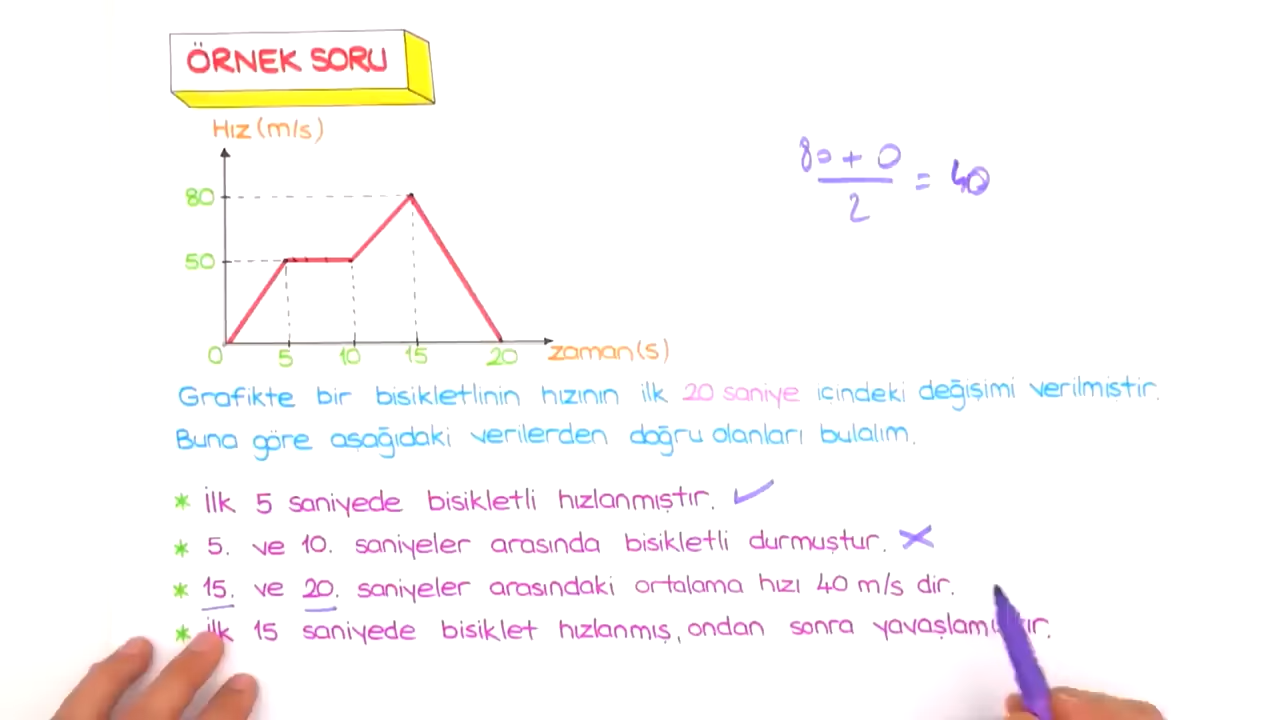 ÖRNEK SORU
Hız (m/s)
80
50
0 5 10 15 20 zaman(s)
80 + 0
2
= 40
Grafikte bir bisikletlinin hızının ilk 20 saniye içindeki değişimi verilmiştir.
Buna göre aşağıdaki verilerden doğru olanları bulalım.
* İlk 5 saniyede bisikletli hızlanmıştır.
* 5. ve 10. saniyeler arasında bisikletli durmuştur.
* 15. ve 20. saniyeler arasındaki ortalama hızı 40 m/s dir.
* İlk 15 saniyede bisiklet hızlanmış, ondan sonra